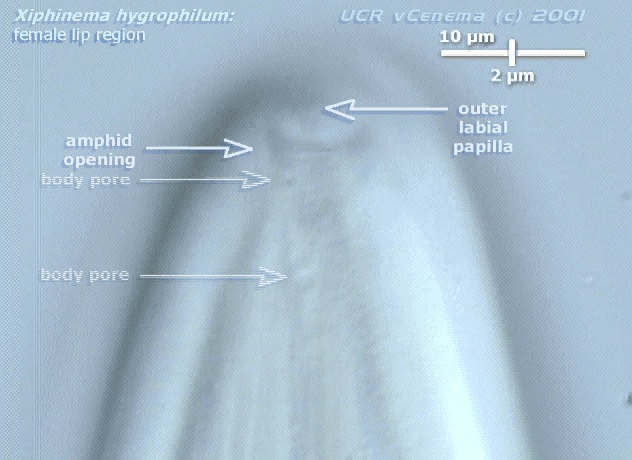 Xiphinema hygrophilum:
female lip region
UCR vCenema (c) 2001
10 µm
2 µm
outer
labial
papilla
amphid
opening
body pore
body pore